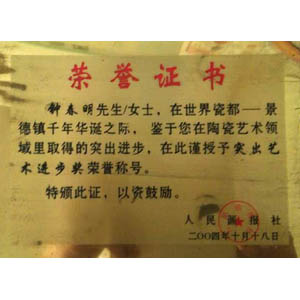 荣誉证书
钟春明先生/女士，在世界瓷都——景
德镇千年华诞之际，鉴于您在陶瓷艺术领
域里取得的突出进步，在此谨授予突出艺
术进步奖荣誉称号。
特颁此证，以资鼓励。
人民画报社
二〇〇四年十月十八日